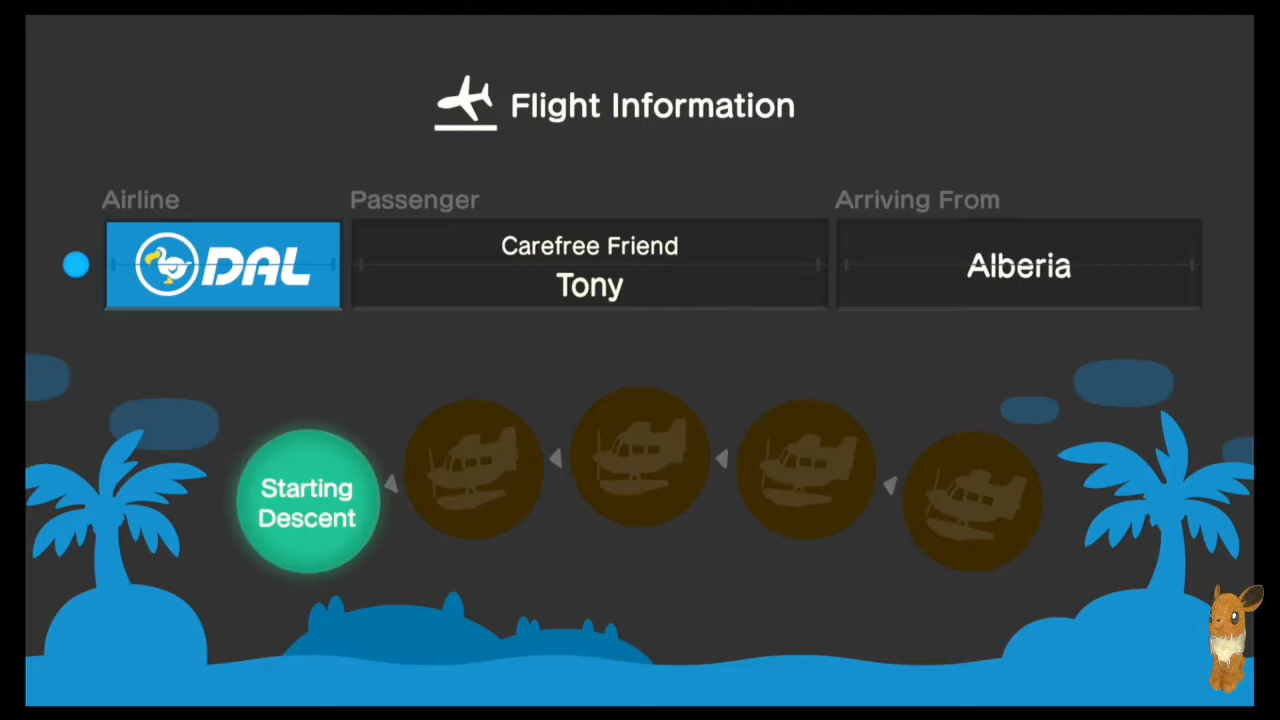 Flight Information
Airline
Passenger
Arriving From
DAL
Carefree Friend
Tony
Alberia
Starting
Descent